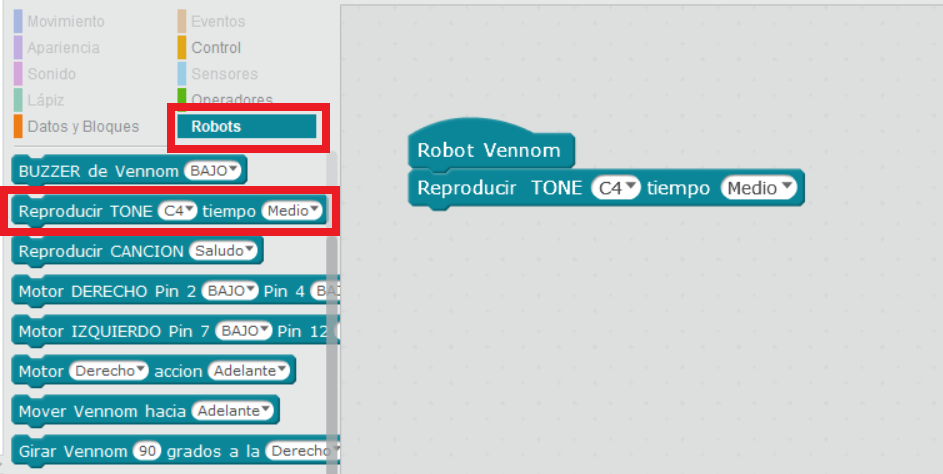 Movimiento
Eventos
Apariencia
Control
Sonido
Sensores
Lápiz
Operadores
Datos y Bloques
Robots
BUZZER de Vennom BAJO
Reproducir TONE C4 tiempo Medio
Reproducir CANCION Saludo
Motor DERECHO Pin 2 BAJO Pin 4
Motor IZQUIERDO Pin 7 BAJO Pin 12
Motor Derecho accion Adelante
Mover Vennom hacia Adelante
Girar Vennom 90 grados a la Derecho
Robot Vennom
Reproducir TONE C4 tiempo Medio